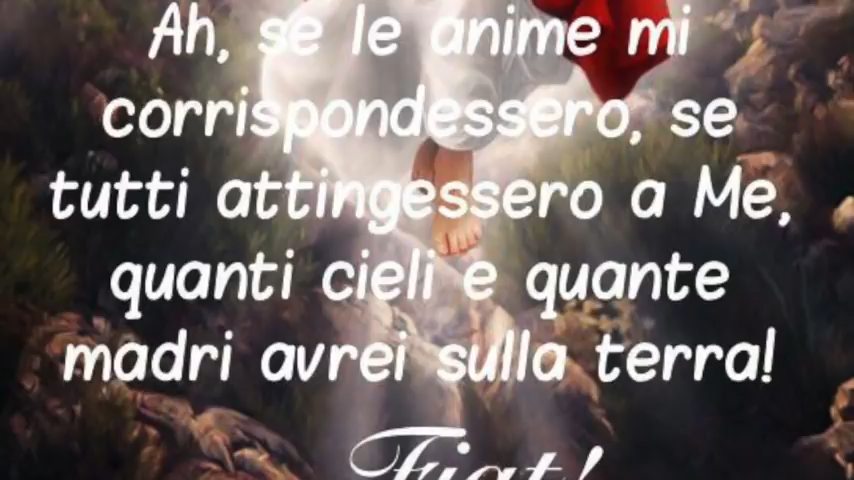 Ah, se le anime mi
corrispondessero, se
tutti attingessero a Me,
quanti cieli e quante
madri avrei sulla terra!
Fiat!